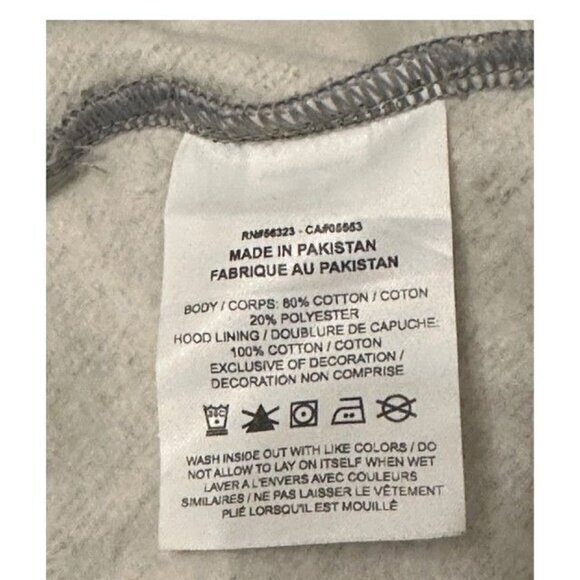 RN#56323 - CA#05553
MADE IN PAKISTAN
FABRIQUE AU PAKISTAN
BODY / CORPS: 80% COTTON / COTON
20% POLYESTER
HOOD LINING / DOUBLURE DE CAPUCHE:
100% COTTON / COTON
EXCLUSIVE OF DECORATION /
DECORATION NON COMPRISE
30C
WASH INSIDE OUT WITH LIKE COLORS / DO
NOT ALLOW TO LAY ON ITSELF WHEN WET
LAVER A L'ENVERS AVEC COULEURS
SIMILAIRES / NE PAS LAISSER LE VÊTEMENT
PLIÉ LORSQU'IL EST MOUILLÉ